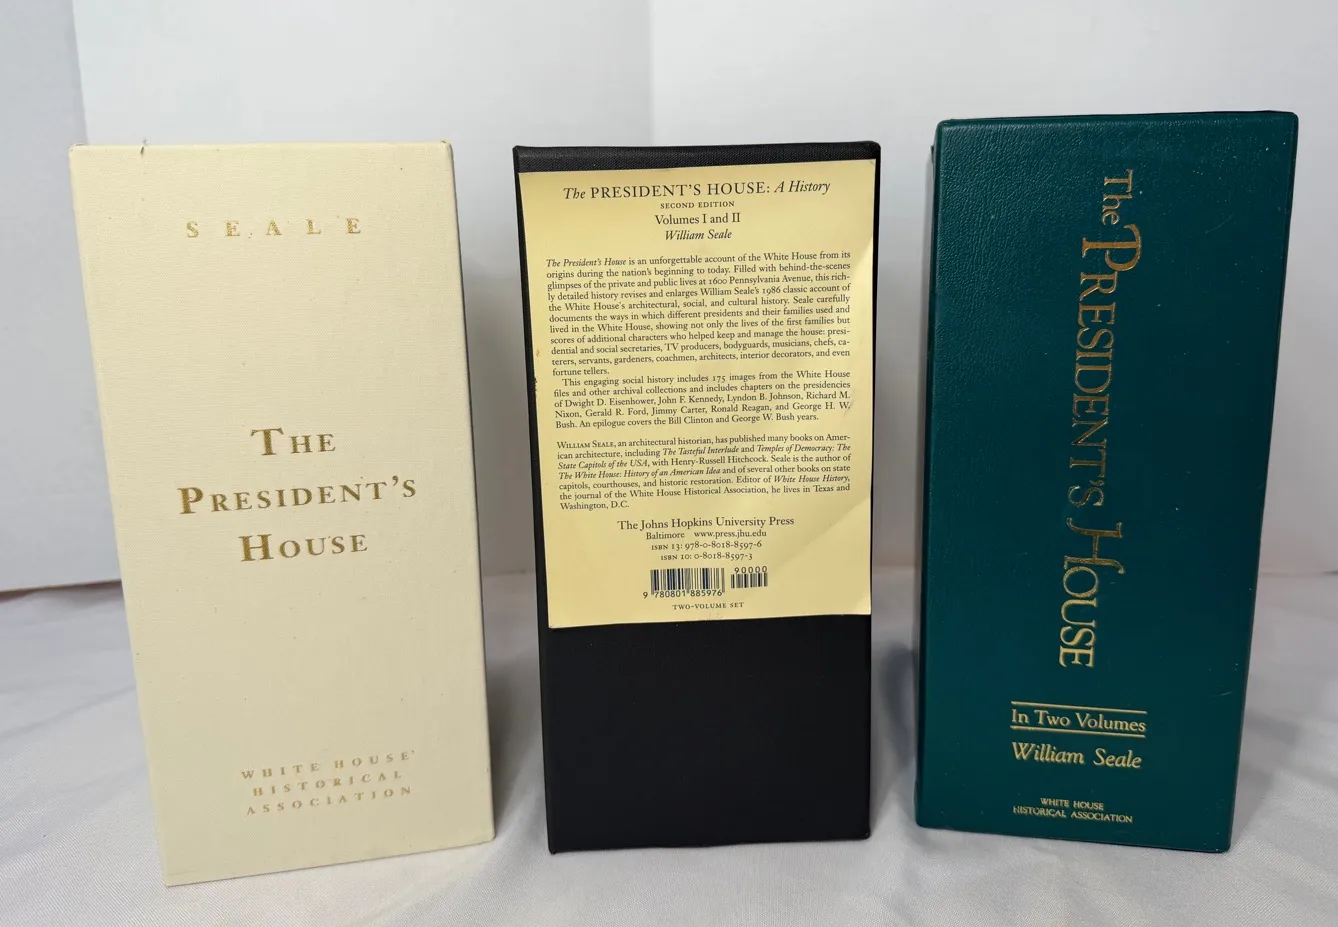 SEALE
THE
PRESIDENT'S
HOUSE
WHITE HOUSE
HISTORICAL
ASSOCIATION
The PRESIDENT'S HOUSE: A History
SECOND EDITION
Volumes I and II
William Seale
The President's House is an unforgettable account of the White House from its
origins during the nation's beginning to today. Filled with behind-the-scenes
glimpses of the private and public lives at 1600 Pennsylvania Avenue, this rich-
ly detailed history revises and enlarges William Seale's 1986 classic account of
the White House's architectural, social, and cultural history. Seale carefully
documents the ways in which different presidents and their families used and
lived in the White House, showing not only the lives of the first families but
scores of additional characters who helped keep and manage the house: presi-
dential and social secretaries, TV producers, bodyguards, musicians, chefs, ca-
terers, servants, gardeners, coachmen, architects, interior decorators, and even
fortune tellers.
This engaging social history includes 175 images from the White House
files and other archival collections and includes chapters on the presidencies
of Dwight D. Eisenhower, John F. Kennedy, Lyndon B. Johnson, Richard M.
Nixon, Gerald R. Ford, Jimmy Carter, Ronald Reagan, and George H. W.
Bush. An epilogue covers the Bill Clinton and George W. Bush years.
WILLIAM SEALE, an architectural historian, has published many books on Amer-
ican architecture, including The Tasteful Interlude and Temples of Democracy: The
State Capitols of the USA, with Henry-Russell Hitchcock. Seale is the author of
The White House: History of an American Idea and of several other books on state
capitols, courthouses, and historic restoration. Editor of White House History,
the journal of the White House Historical Association, he lives in Texas and
Washington, D.C.
The Johns Hopkins University Press
Baltimore www.press.jhu.edu
ISBN 13: 978-0-8018-8597-6
ISBN 10: 0-8018-8597-3
90000
9 780801 885976
TWO-VOLUME SET
The PRESIDENT'S HOUSE
In Two Volumes
William Seale
WHITE HOUSE
HISTORICAL ASSOCIATION